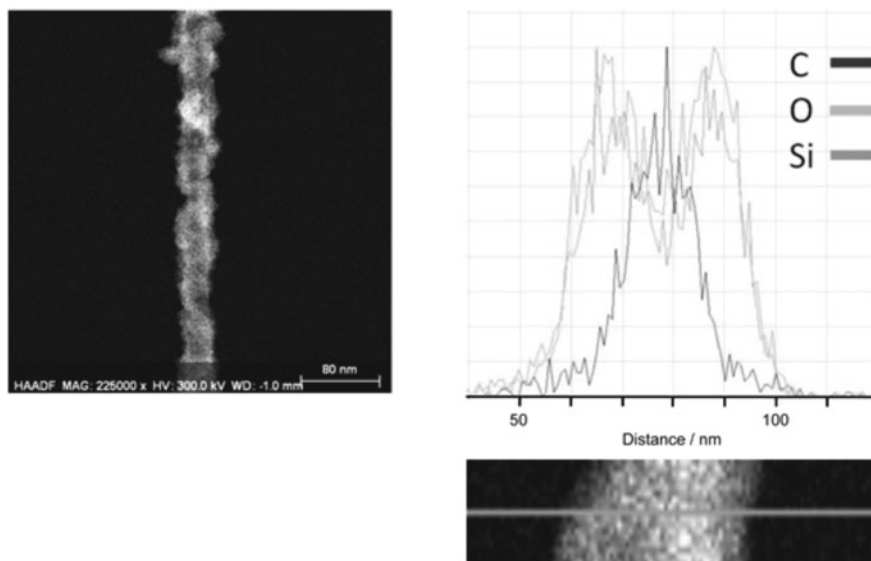 80 nm
HAADF MAG: 225000 x HV: 300.0 kV WD: -1.0 mm
C
O
Si
50
100
Distance / nm